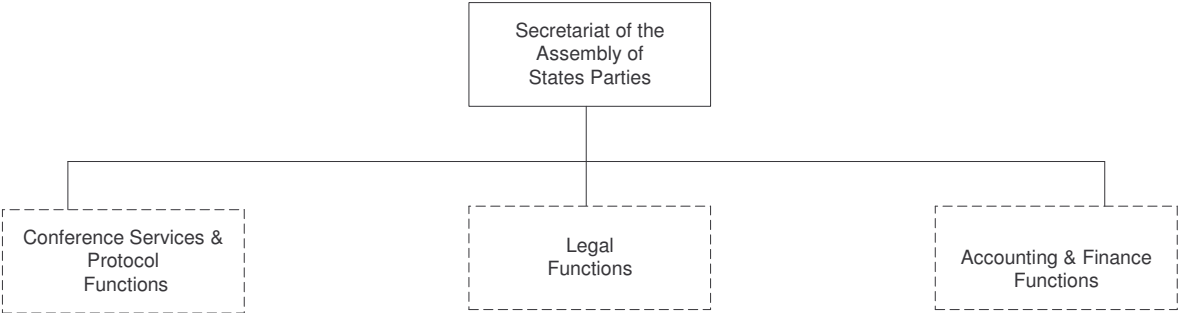 Secretariat of the
Assembly of
States Parties
Conference Services &
Protocol
Functions
Legal
Functions
Accounting & Finance
Functions